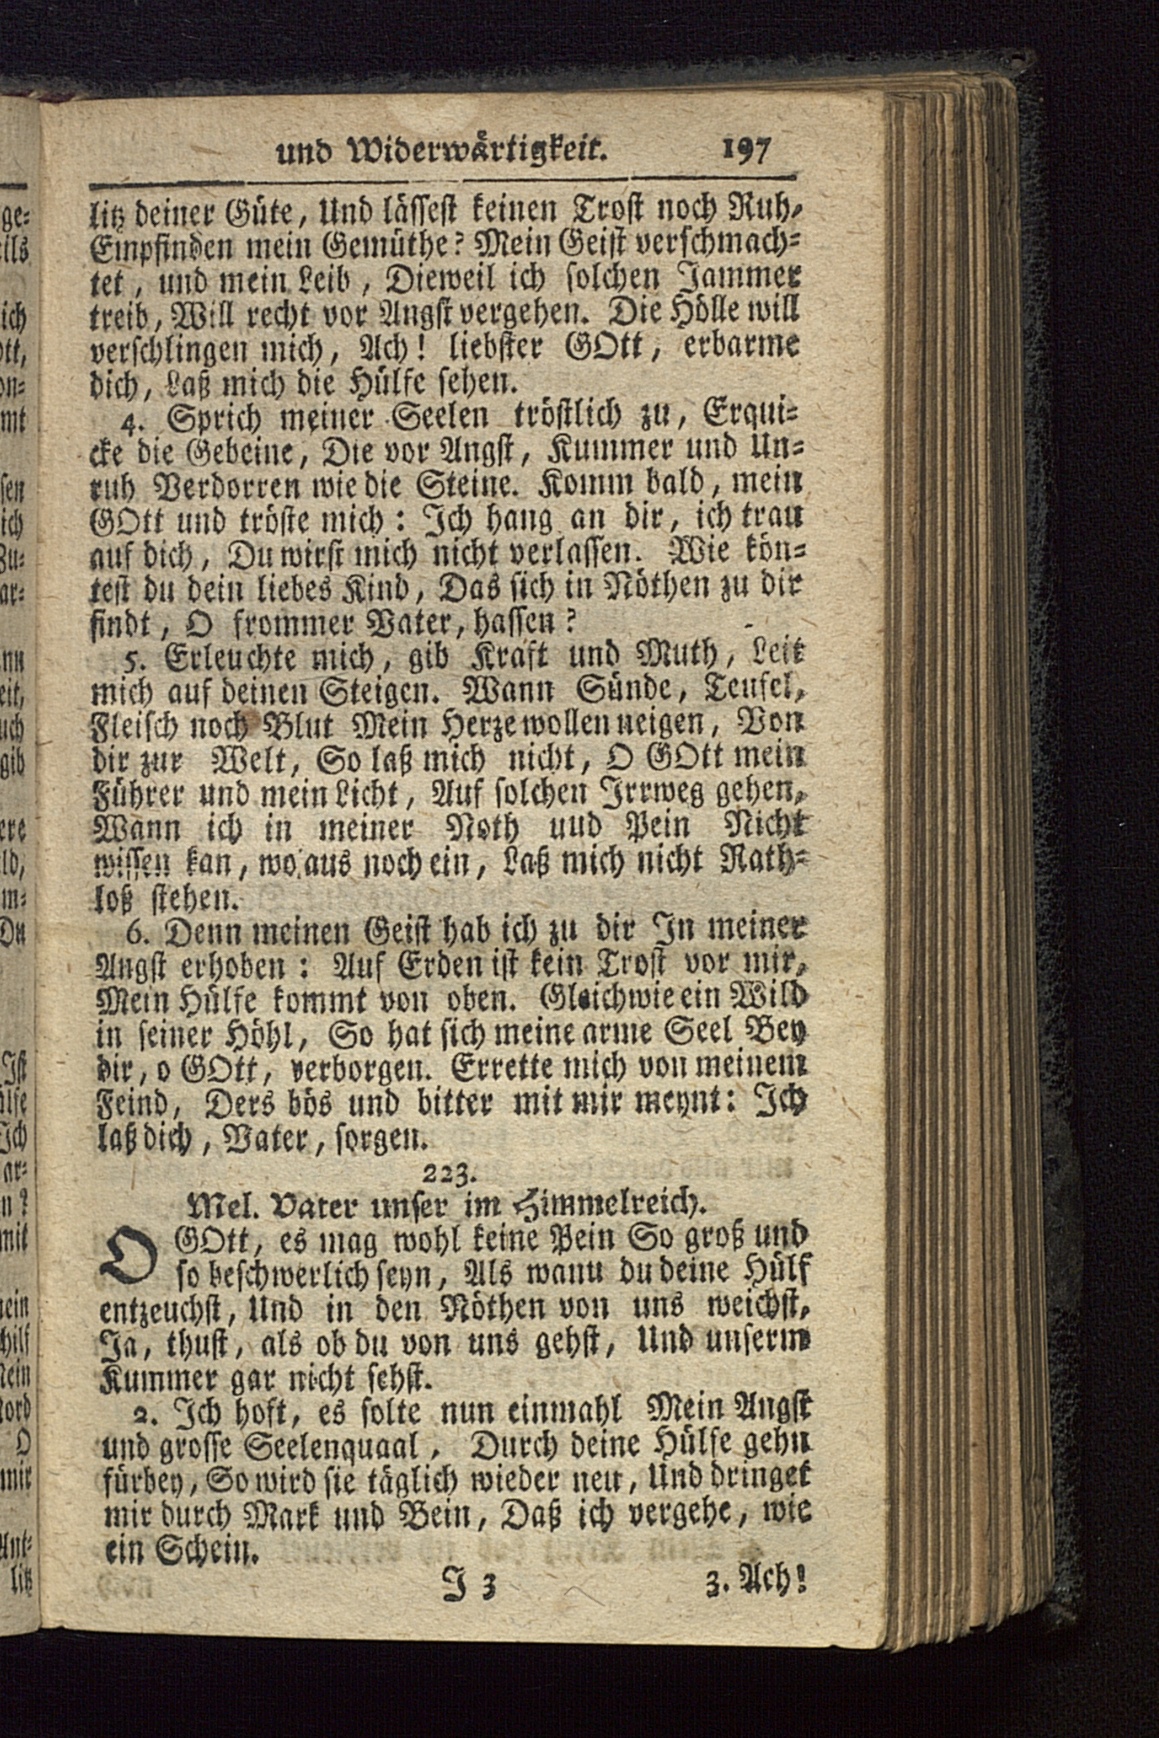 und Widerwärtigkeit. 197
litz deiner Güte, Und lässest keinen Trost noch Ruh,
Empfinden mein Gemüthe? Mein Geist verschmach=
tet, und mein Leib, Dieweil ich solchen Jammer
treib, Will recht vor Angst vergehen. Die Hölle will
verschlingen mich, Ach! liebster GOtt, erbarme
dich, Laß mich die Hülfe sehen.
4. Sprich meiner Seelen tröstlich zu, Erqui=
cke die Gebeine, Die vor Angst, Kummer und Un=
ruh Verdorren wie die Steine. Komm bald, mein
GOtt und tröste mich: Ich hang an dir, ich trau
auf dich, Du wirst mich nicht verlassen. Wie kön=
test du dein liebes Kind, Das sich in Nöthen zu dir
findt, O frommer Vater, hassen?
5. Erleuchte mich, gib Kraft und Muth, Leit
mich auf deinen Steigen. Wann Sünde, Teufel,
Fleisch noch Blut Mein Herze wollen neigen, Von
dir zur Welt, So laß mich nicht, O GOtt mein
Führer und mein Licht, Auf solchen Irrweg gehen,
Wann ich in meiner Noth uud Pein Nicht
wissen kan, wo aus noch ein, Laß mich nicht Rath=
loß stehen.
6. Denn meinen Geist hab ich zu dir In meiner
Angst erhoben: Auf Erden ist kein Trost vor mir,
Mein Hülfe kommt von oben. Gleichwie ein Wild
in seiner Höhl, So hat sich meine arme Seel Bey
dir, o GOtt, verborgen. Errette mich von meinem
Feind, Ders bös und bitter mit mir meynt: Ich
laß dich, Vater, sorgen.
223.
Mel. Vater unser im Himmelreich.
O GOtt, es mag wohl keine Pein So groß und
so beschwerlich seyn, Als wann du deine Hülf
entzeuchst, Und in den Nöthen von uns weichst,
Ja, thust, als ob du von uns gehst, Und unserm
Kummer gar nicht sehst.
2. Ich hoft, es solte nun einmahl Mein Angst
und grosse Seelenquaal, Durch deine Hülfe gehn
fürbey, So wird sie täglich wieder neu, Und dringet
mir durch Mark und Bein, Daß ich vergehe, wie
ein Schein.
J 3 3. Ach!